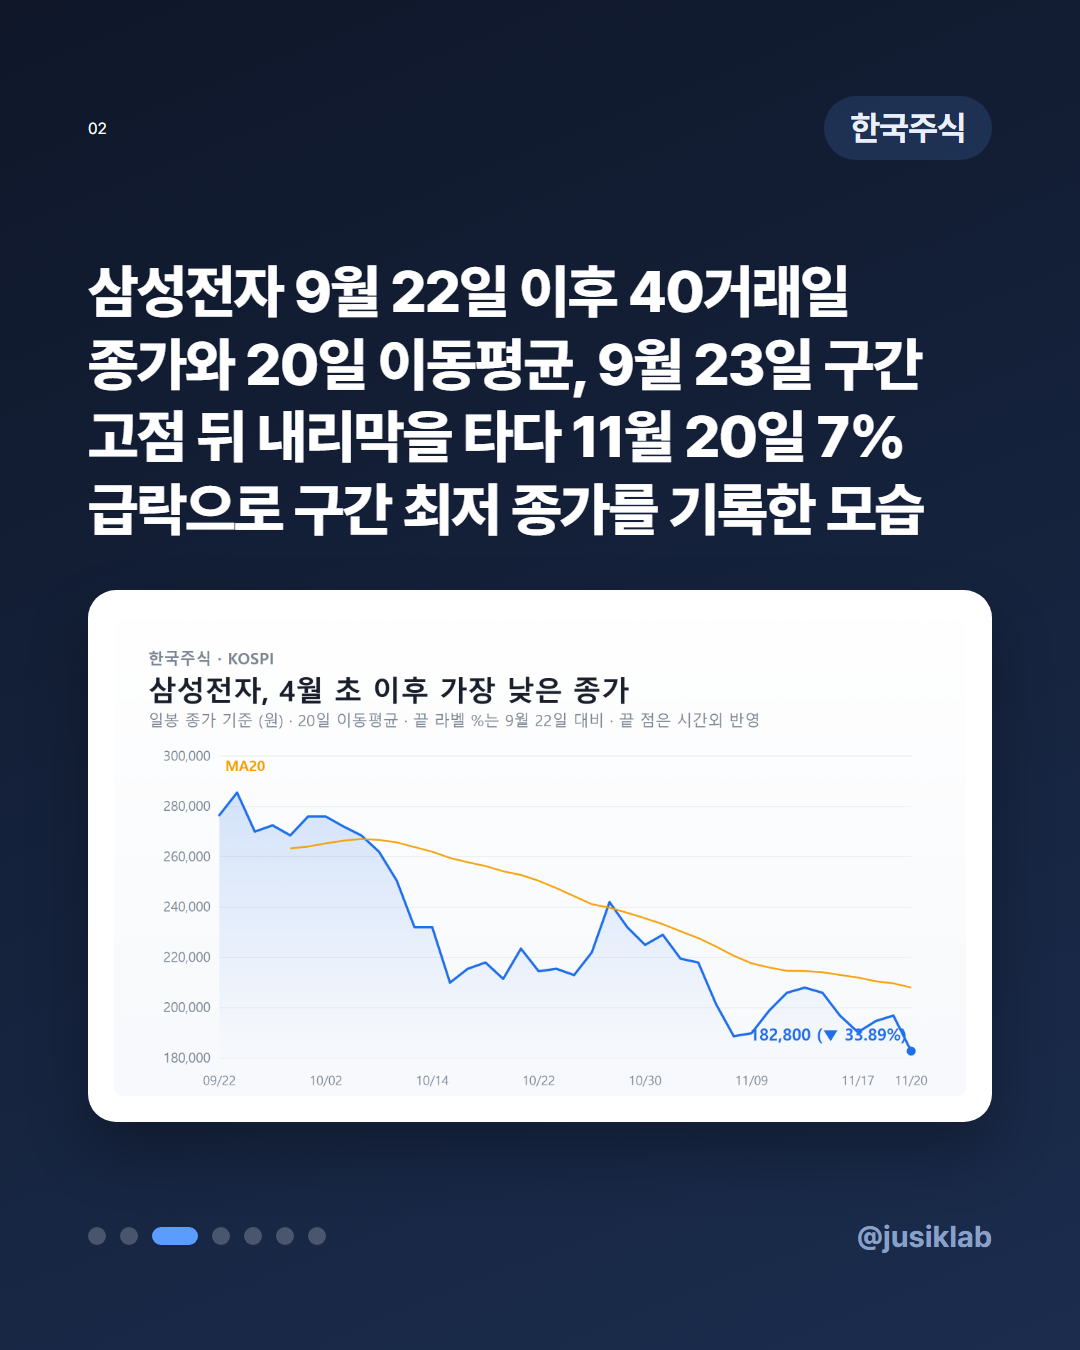 02
한국주식
삼성전자 9월 22일 이후 40거래일
종가와 20일 이동평균, 9월 23일 구간
고점 뒤 내리막을 타다 11월 20일 7%
급락으로 구간 최저 종가를 기록한 모습
한국주식 · KOSPI
삼성전자, 4월 초 이후 가장 낮은 종가
일봉 종가 기준 (원) · 20일 이동평균 · 끝 라벨 %는 9월 22일 대비 · 끝 점은 시간외 반영
300,000
MA20
280,000
260,000
240,000
220,000
200,000
182,800 (▼ 33.89%)
180,000
09/22 10/02 10/14 10/22 10/30 11/09 11/17 11/20
@jusiklab